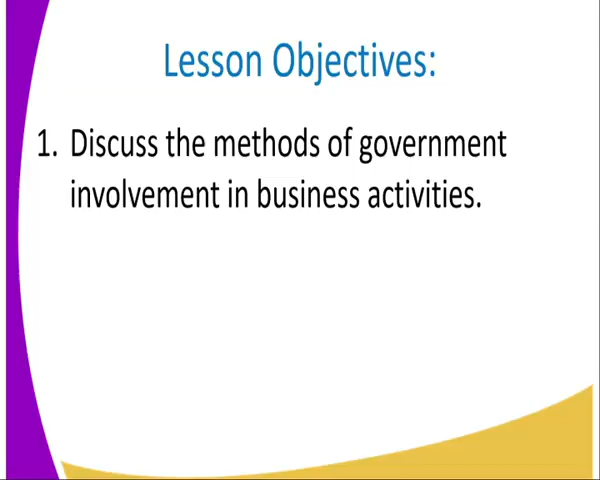 Lesson Objectives:
1. Discuss the methods of government
involvement in business activities.